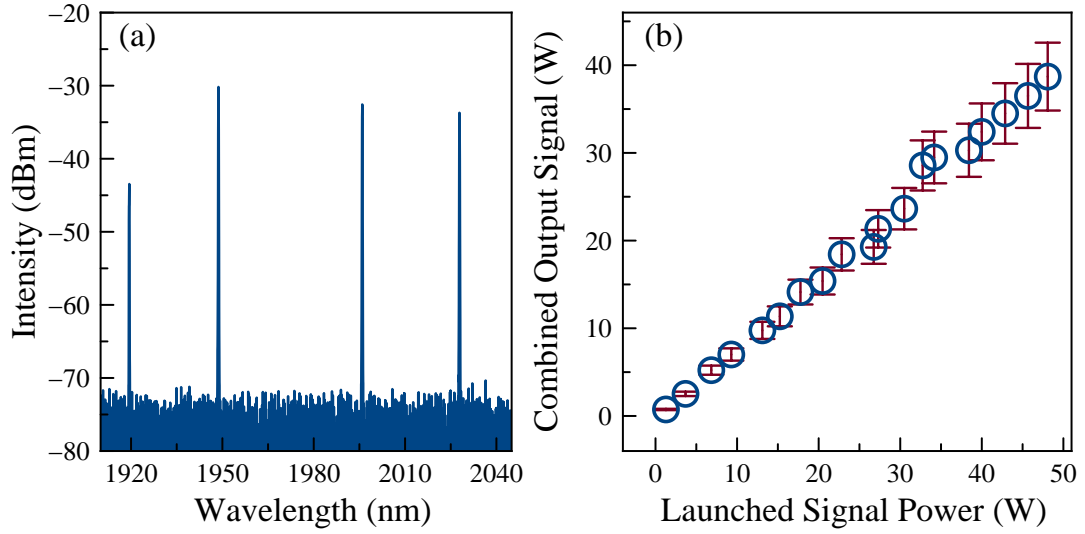 (a)
Intensity (dBm)
−20
−30
−40
−50
−60
−70
−80
1920 1950 1980 2010 2040
Wavelength (nm)
(b)
Combined Output Signal (W)
40
30
20
10
0
0 10 20 30 40 50
Launched Signal Power (W)